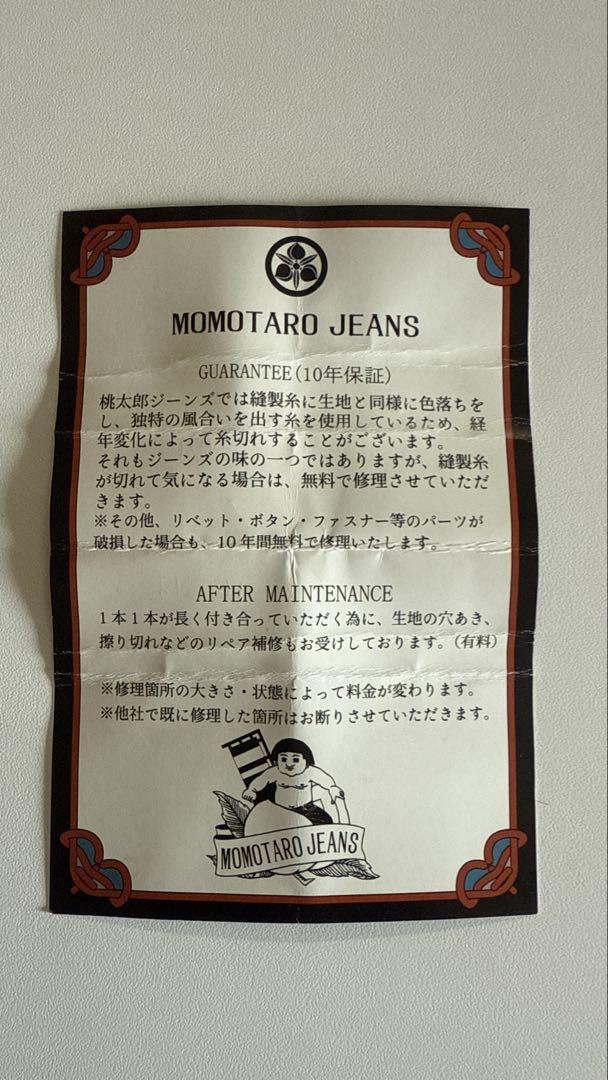 MOMOTARO JEANS
GUARANTEE(10年保証)
桃太郎ジーンズでは縫製糸に生地と同様に色落ちを
し、独特の風合いを出す糸を使用しているため、経
年変化によって糸切れすることがございます。
それもジーンズの味の一つではありますが、縫製糸
が切れて気になる場合は、無料で修理させていただ
きます。
※その他、リベット・ボタン・ファスナー等のパーツが
破損した場合も、10年間無料で修理いたします。
AFTER MAINTENANCE
1本1本が長く付き合っていただく為に、生地の穴あき、
擦り切れなどのリペア補修もお受けしております。(有料)
※修理箇所の大きさ・状態によって料金が変わります。
※他社で既に修理した箇所はお断りさせていただきます。
MOMOTARO JEANS